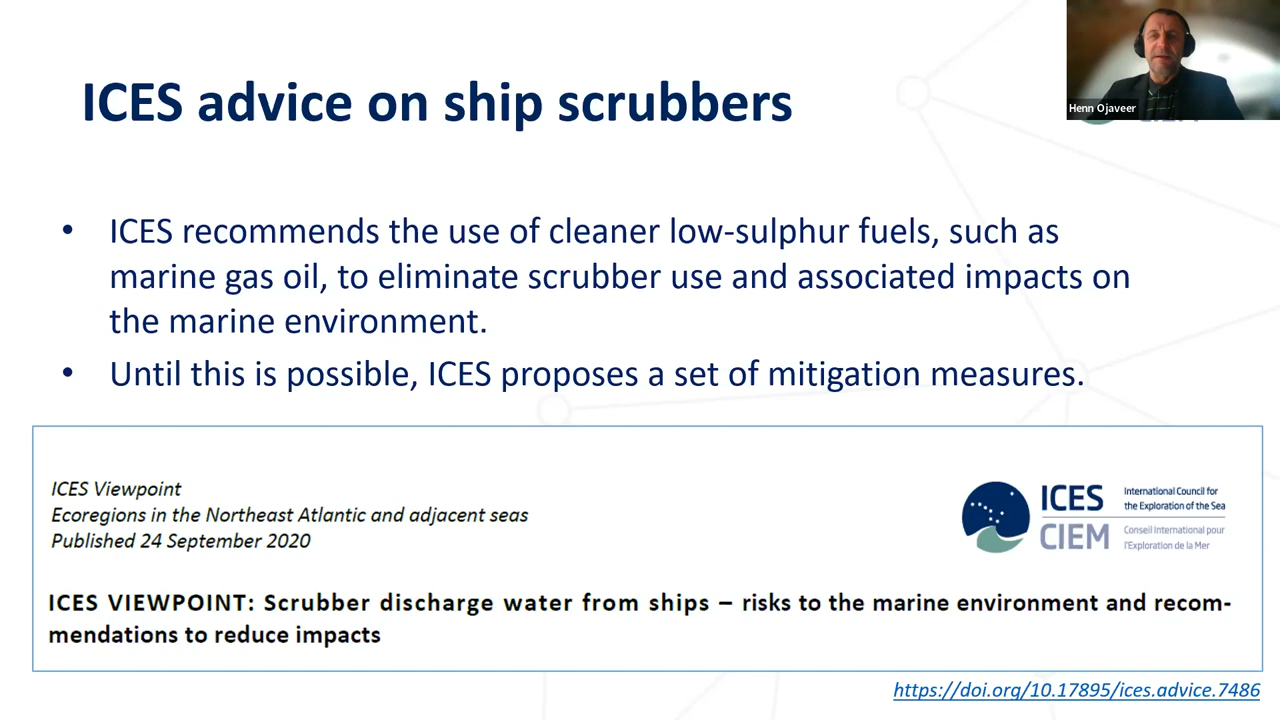 ICES advice on ship scrubbers
Henn Ojaveer
• ICES recommends the use of cleaner low-sulphur fuels, such as
marine gas oil, to eliminate scrubber use and associated impacts on
the marine environment.
• Until this is possible, ICES proposes a set of mitigation measures.
ICES Viewpoint
Ecoregions in the Northeast Atlantic and adjacent seas
Published 24 September 2020
ICES
CIEM
International Council for
the Exploration of the Sea
Conseil International pour
l'Exploration de la Mer
ICES VIEWPOINT: Scrubber discharge water from ships – risks to the marine environment and recom-
mendations to reduce impacts
https://doi.org/10.17895/ices.advice.7486